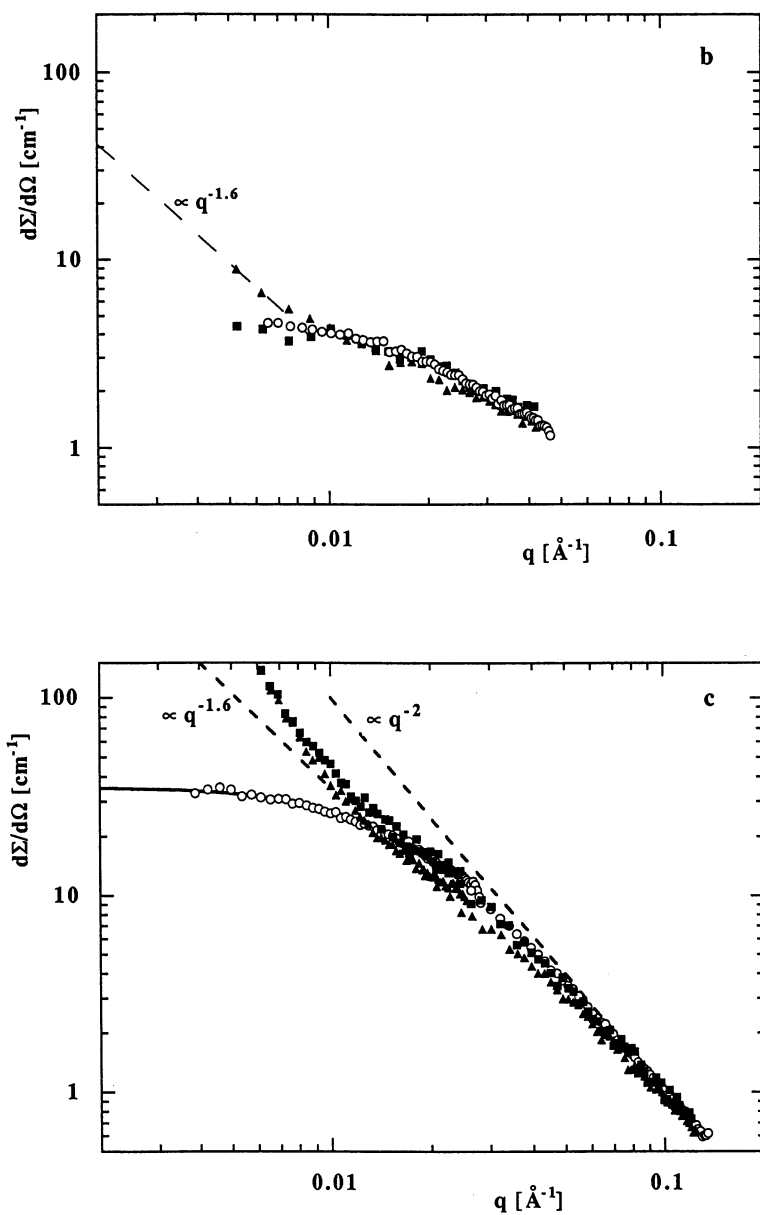 b
100
10
1
dΣ/dΩ [cm⁻¹]
∝ q⁻¹·⁶
0.01
0.1
q [Å⁻¹]
c
100
10
1
dΣ/dΩ [cm⁻¹]
∝ q⁻¹·⁶
∝ q⁻²
0.01
0.1
q [Å⁻¹]